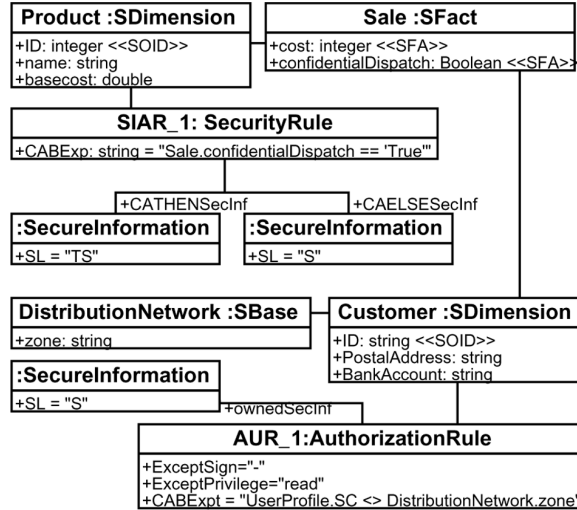 Product :SDimension
+ID: integer <<SOID>>
+name: string
+basecost: double
Sale :SFact
+cost: integer <<SFA>>
+confidentialDispatch: Boolean <<SFA>>
SIAR_1: SecurityRule
+CABExp: string = "Sale.confidentialDispatch == 'True'"
+CATHENSecInf
+CAELSESecInf
:SecureInformation
+SL = "TS"
:SecureInformation
+SL = "S"
DistributionNetwork :SBase
+zone: string
Customer :SDimension
+ID: string <<SOID>>
+PostalAddress: string
+BankAccount: string
:SecureInformation
+SL = "S"
+ownedSecInf
AUR_1:AuthorizationRule
+ExceptSign="-"
+ExceptPrivilege="read"
+CABExpt = "UserProfile.SC <> DistributionNetwork.zone"